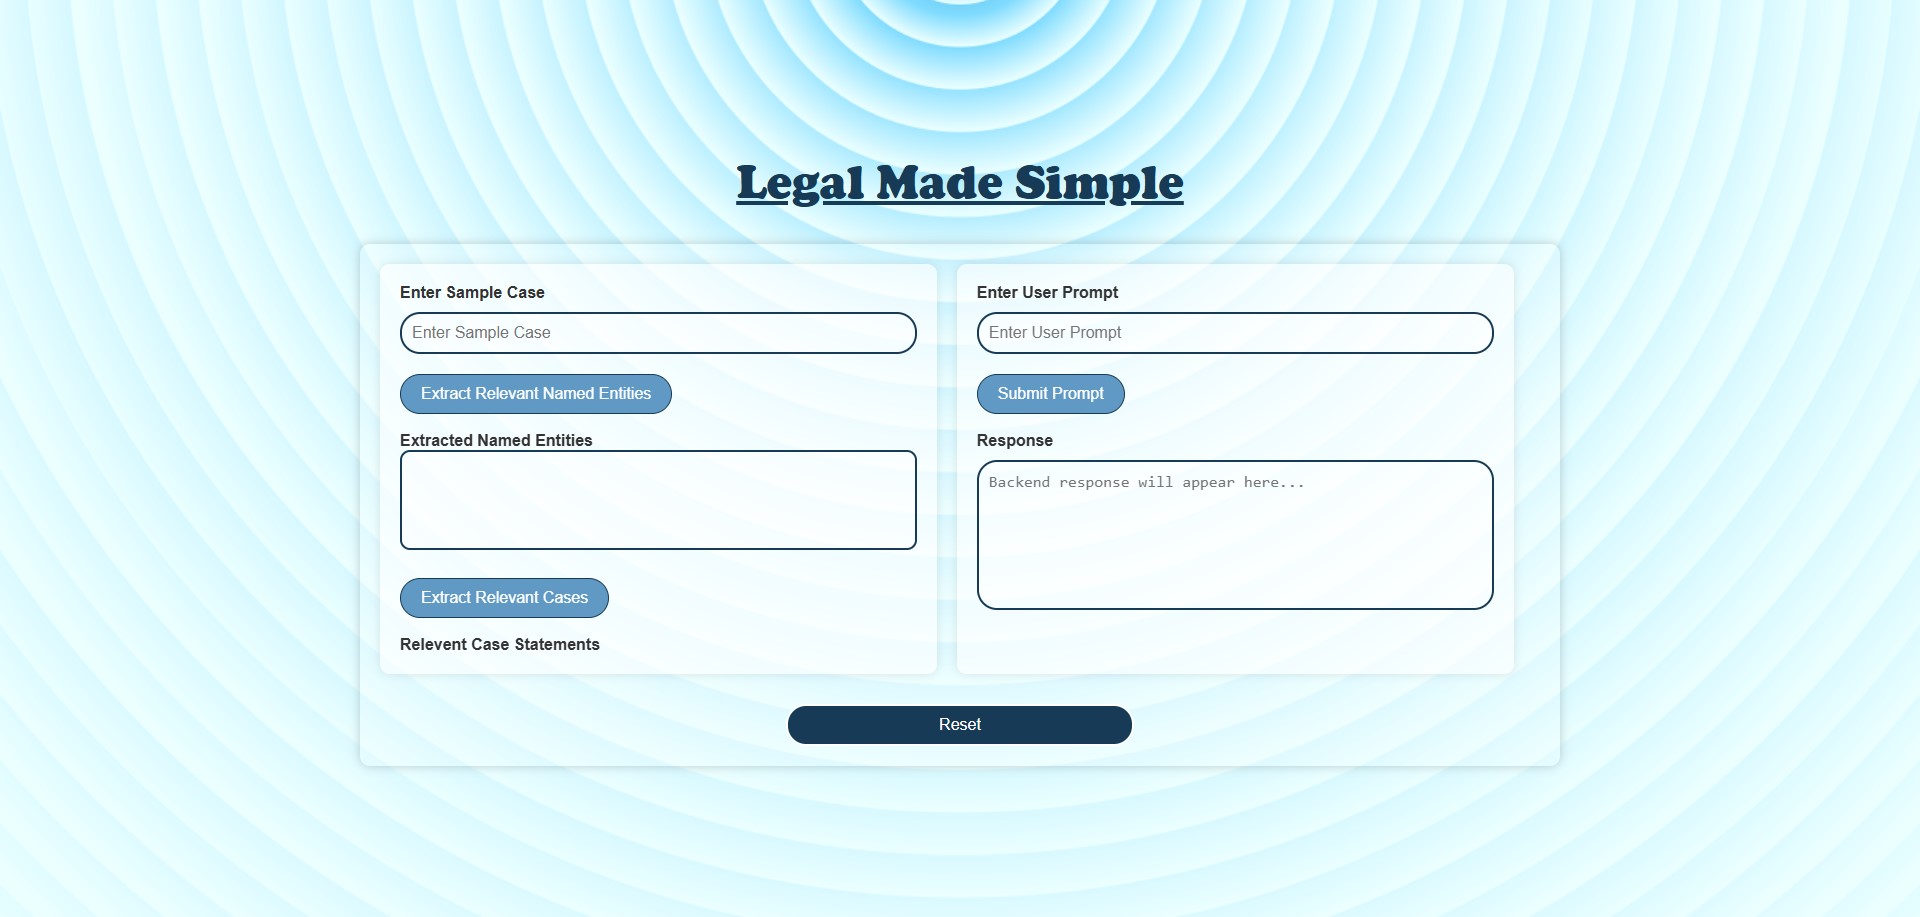 Legal Made Simple
Enter Sample Case
Enter Sample Case
Extract Relevant Named Entities
Extracted Named Entities
Extract Relevant Cases
Relevent Case Statements
Enter User Prompt
Enter User Prompt
Submit Prompt
Response
Backend response will appear here...
Reset